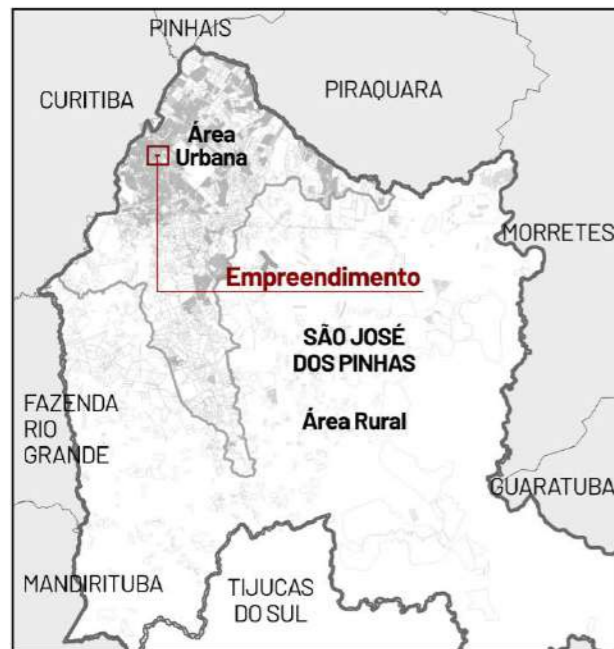 PINHAIS
CURITIBA
PIRAQUARA
Área
Urbana
MORRETES
Empreendimento
SÃO JOSÉ
DOS PINHAS
FAZENDA
RIO
GRANDE
Área Rural
GUARATUBA
MANDIRITUBA
TIJUCAS
DO SUL